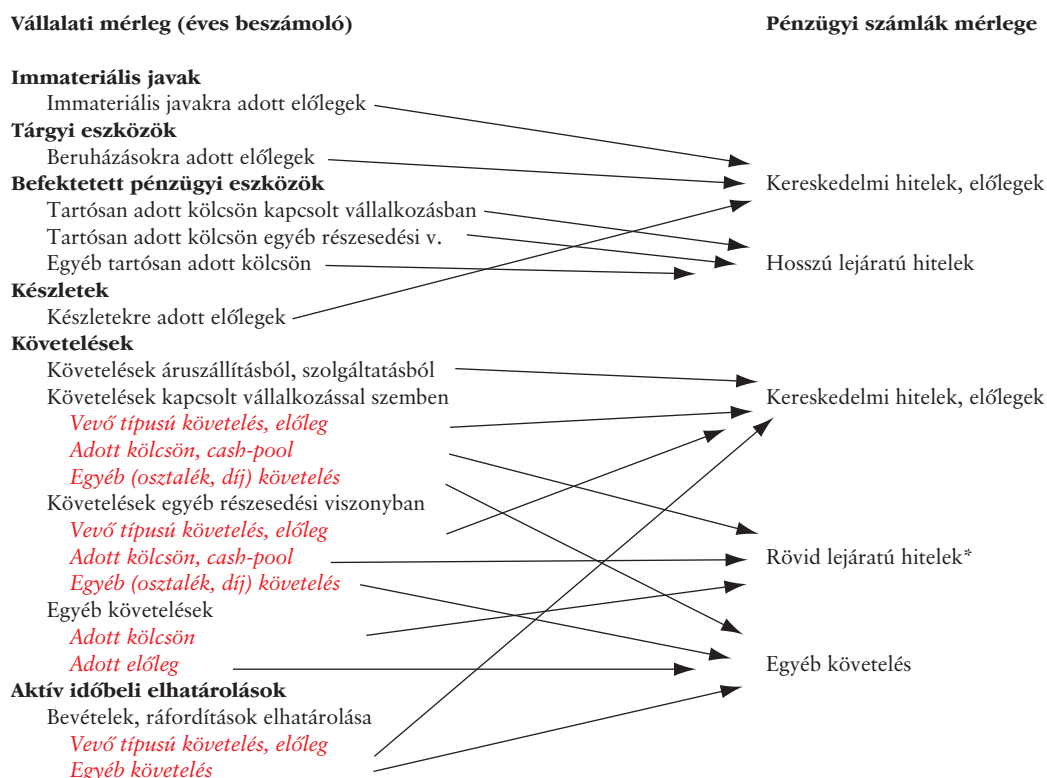 Vállalati mérleg (éves beszámoló)
Pénzügyi számlák mérlege
Immateriális javak
Immateriális javakra adott előlegek
Tárgyi eszközök
Beruházásokra adott előlegek
Kereskedelmi hitelek, előlegek
Befektetett pénzügyi eszközök
Tartósan adott kölcsön kapcsolt vállalkozásban
Tartósan adott kölcsön egyéb részesedési v.
Egyéb tartósan adott kölcsön
Hosszú lejáratú hitelek
Készletek
Készletekre adott előlegek
Követelések
Követelések áruszállításból, szolgáltatásból
Követelések kapcsolt vállalkozással szemben
Kereskedelmi hitelek, előlegek
Vevő típusú követelés, előleg
Adott kölcsön, cash-pool
Egyéb (osztalék, díj) követelés
Követelések egyéb részesedési viszonyban
Vevő típusú követelés, előleg
Adott kölcsön, cash-pool
Rövid lejáratú hitelek*
Egyéb (osztalék, díj) követelés
Egyéb követelések
Adott kölcsön
Adott előleg
Egyéb követelés
Aktív időbeli elhatárolások
Bevételek, ráfordítások elhatárolása
Vevő típusú követelés, előleg
Egyéb követelés